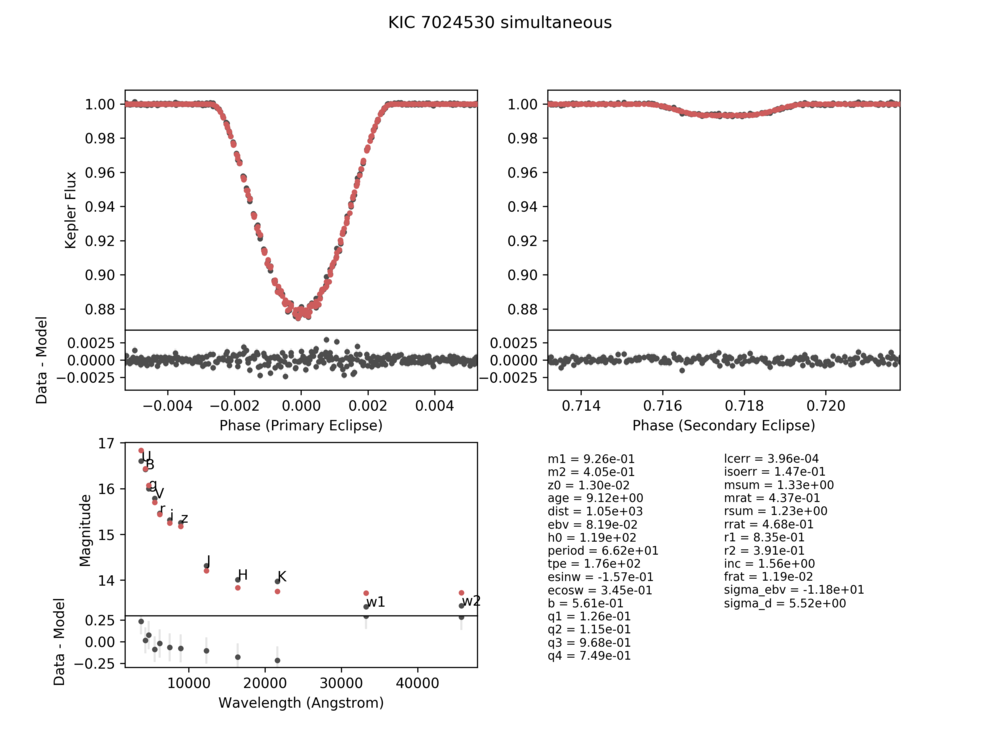 KIC 7024530 simultaneous
1.00
0.98
0.96
0.94
0.92
0.90
0.88
Kepler Flux
0.0025
0.0000
−0.0025
Data - Model
−0.004 −0.002 0.000 0.002 0.004
Phase (Primary Eclipse)
1.00
0.98
0.96
0.94
0.92
0.90
0.88
0.0025
0.0000
−0.0025
0.714 0.716 0.718 0.720
Phase (Secondary Eclipse)
17
16
15
14
Magnitude
U
B
g
V
r
i
z
J
H
K
w1
w2
0.25
0.00
−0.25
Data - Model
10000 20000 30000 40000
Wavelength (Angstrom)
m1 = 9.26e-01
m2 = 4.05e-01
z0 = 1.30e-02
age = 9.12e+00
dist = 1.05e+03
ebv = 8.19e-02
h0 = 1.19e+02
period = 6.62e+01
tpe = 1.76e+02
esinw = -1.57e-01
ecosw = 3.45e-01
b = 5.61e-01
q1 = 1.26e-01
q2 = 1.15e-01
q3 = 9.68e-01
q4 = 7.49e-01
lcerr = 3.96e-04
isoerr = 1.47e-01
msum = 1.33e+00
mrat = 4.37e-01
rsum = 1.23e+00
rrat = 4.68e-01
r1 = 8.35e-01
r2 = 3.91e-01
inc = 1.56e+00
frat = 1.19e-02
sigma_ebv = -1.18e+01
sigma_d = 5.52e+00